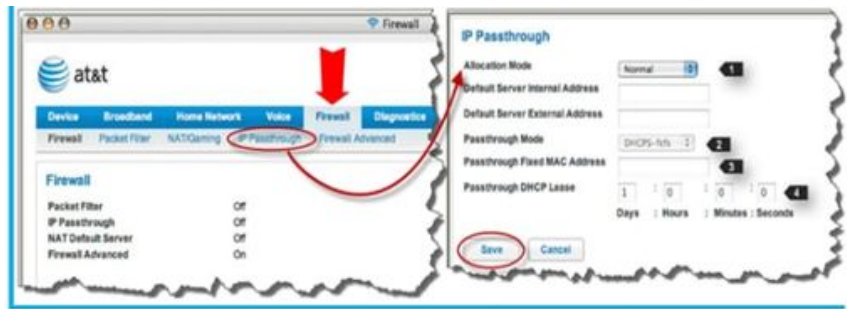 Firewall
at&t
Device Broadband Home Network Voice Firewall Diagnostics
Firewall Packet Filter NAT/Gaming IP Passthrough Firewall Advanced
Firewall
Packet Filter Off
IP Passthrough Off
NAT Default Server Off
Firewall Advanced On
IP Passthrough
Allocation Mode Normal 1
Default Server Internal Address
Default Server External Address
Passthrough Mode 2
Passthrough Fixed MAC Address 3
Passthrough DHCP Lease 1 : 0 : 0 : 0 4
Days : Hours : Minutes : Seconds
Save Cancel